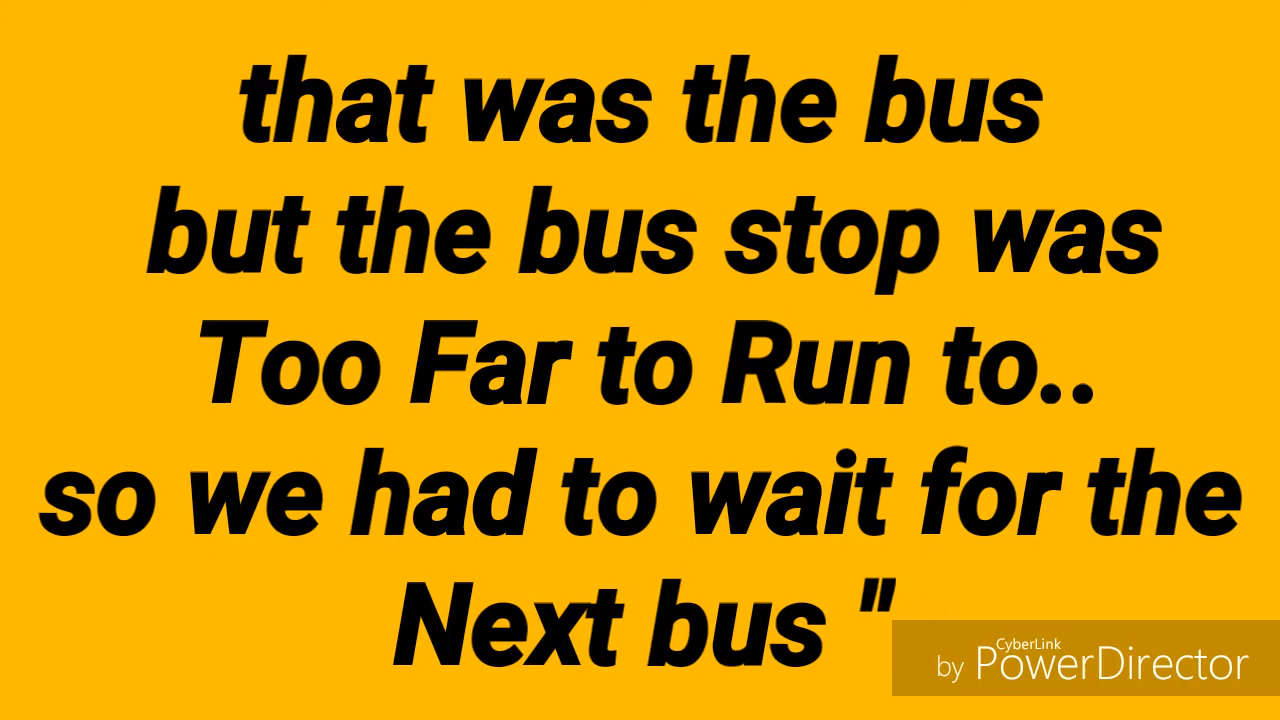 that was the bus
but the bus stop was
Too Far to Run to..
so we had to wait for the
Next bus "
by CyberLink PowerDirector